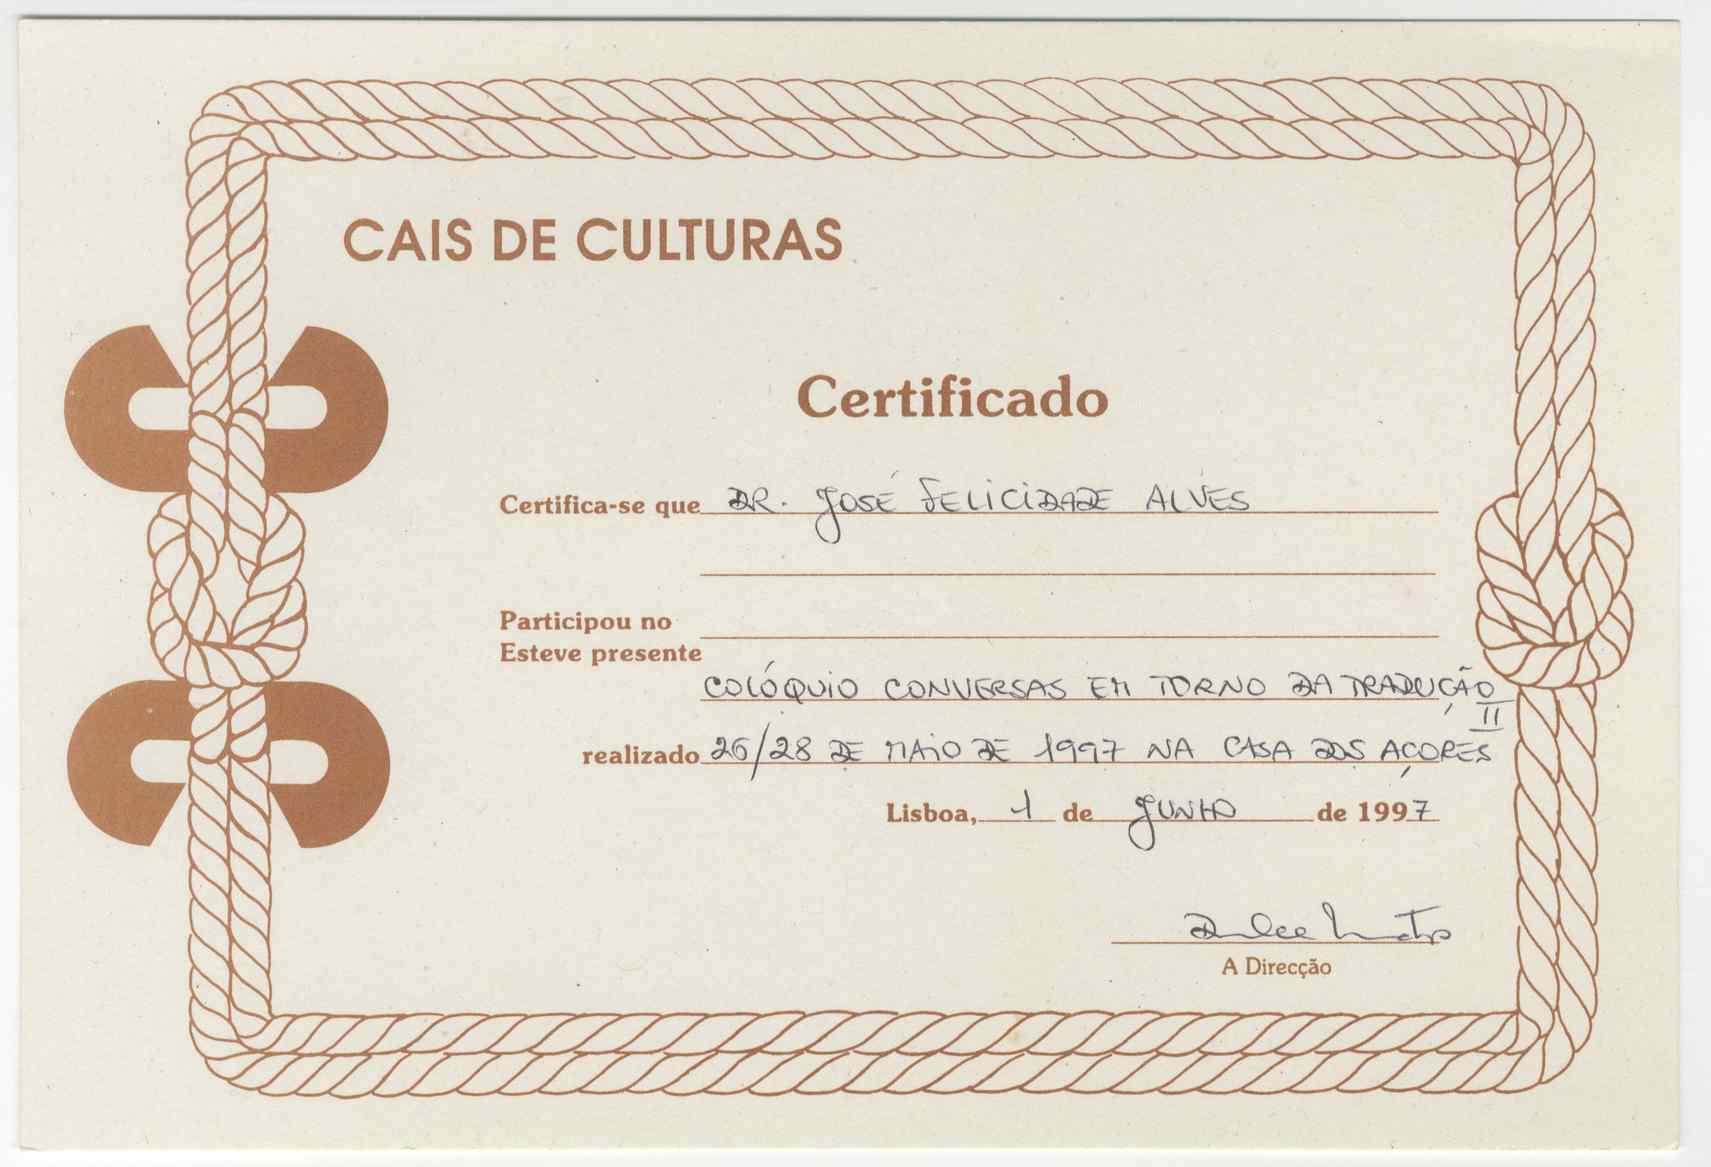 CAIS DE CULTURAS
Certificado
Certifica-se que DR. JOSÉ FELICIDADE ALVES
Participou no
Esteve presente
COLÓQUIO CONVERSAS EM TORNO DA TRADUÇÃO
II
realizado 26/28 DE MAIO DE 1997 NA CASA DOS AÇORES
Lisboa, 1 de JUNHO de 1997
Dulce Matos
A Direcção